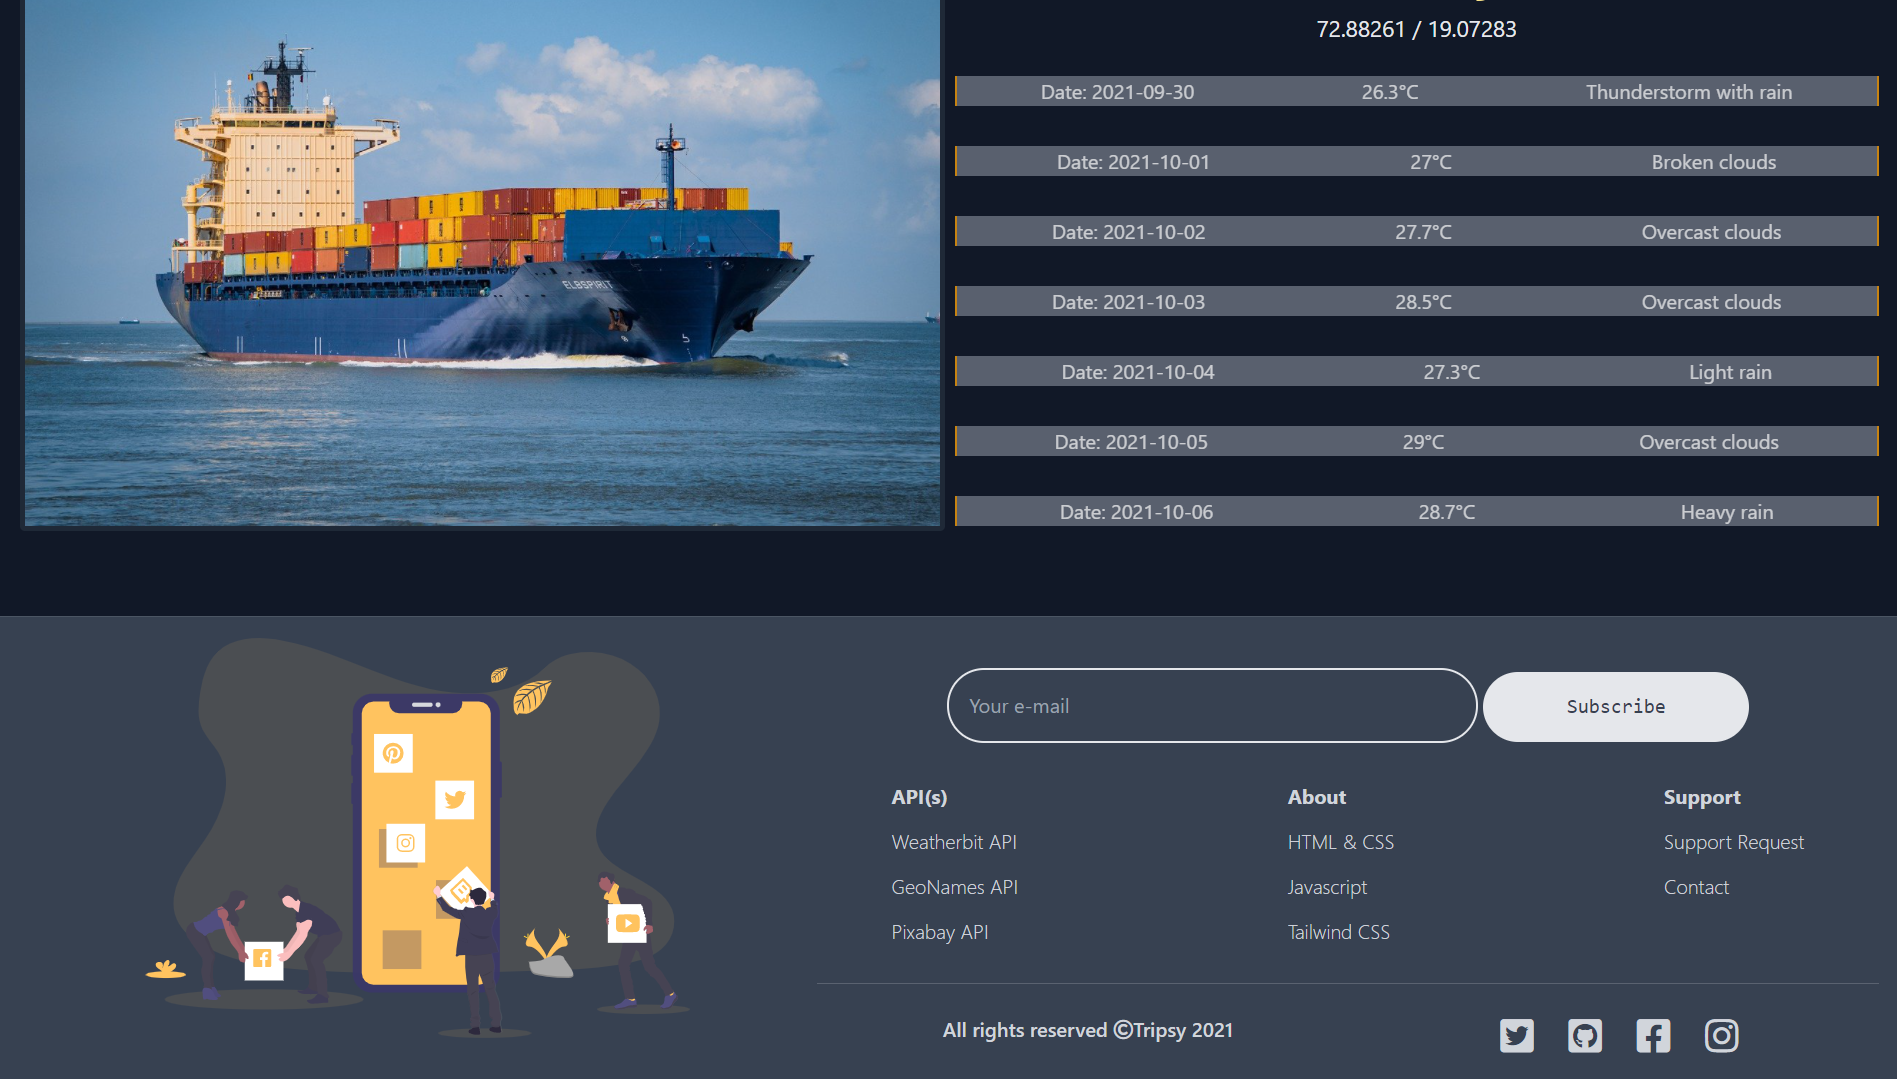 72.88261 / 19.07283
Date: 2021-09-30 26.3°C Thunderstorm with rain
Date: 2021-10-01 27°C Broken clouds
Date: 2021-10-02 27.7°C Overcast clouds
Date: 2021-10-03 28.5°C Overcast clouds
Date: 2021-10-04 27.3°C Light rain
Date: 2021-10-05 29°C Overcast clouds
Date: 2021-10-06 28.7°C Heavy rain
ELBSPIRIT
Your e-mail Subscribe
API(s) About Support
Weatherbit API HTML & CSS Support Request
GeoNames API Javascript Contact
Pixabay API Tailwind CSS
All rights reserved ©Tripsy 2021